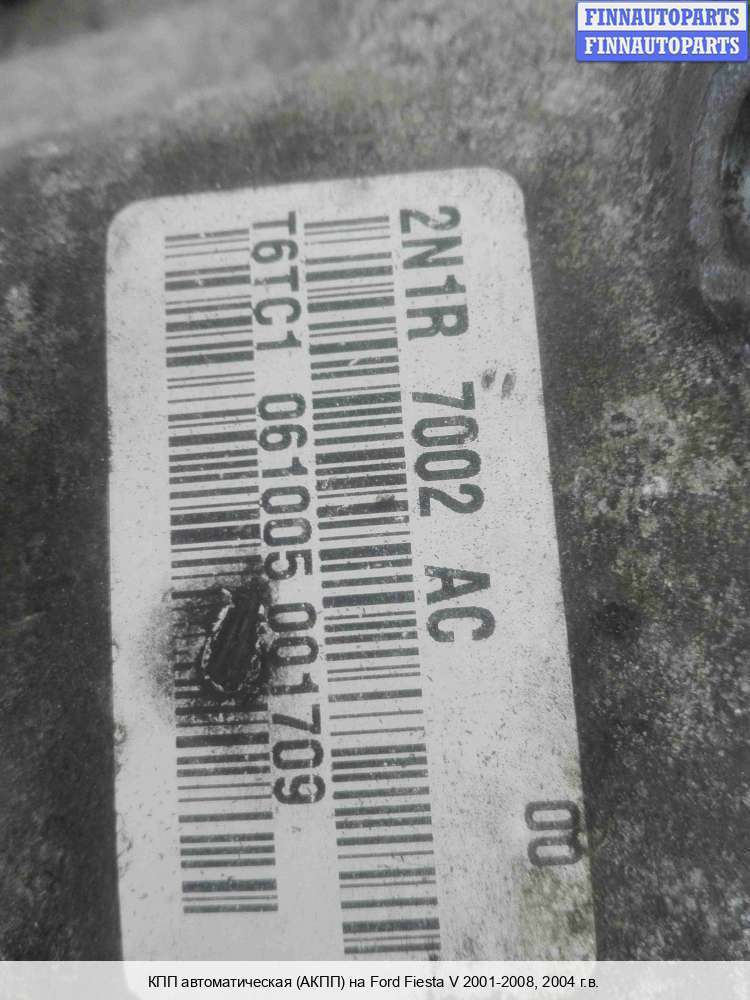 FINNAUTOPARTS
FINNAUTOPARTS
2N1R 7002 AC
T6TC1 061005 001709
00
КПП автоматическая (АКПП) на Ford Fiesta V 2001-2008, 2004 г.в.